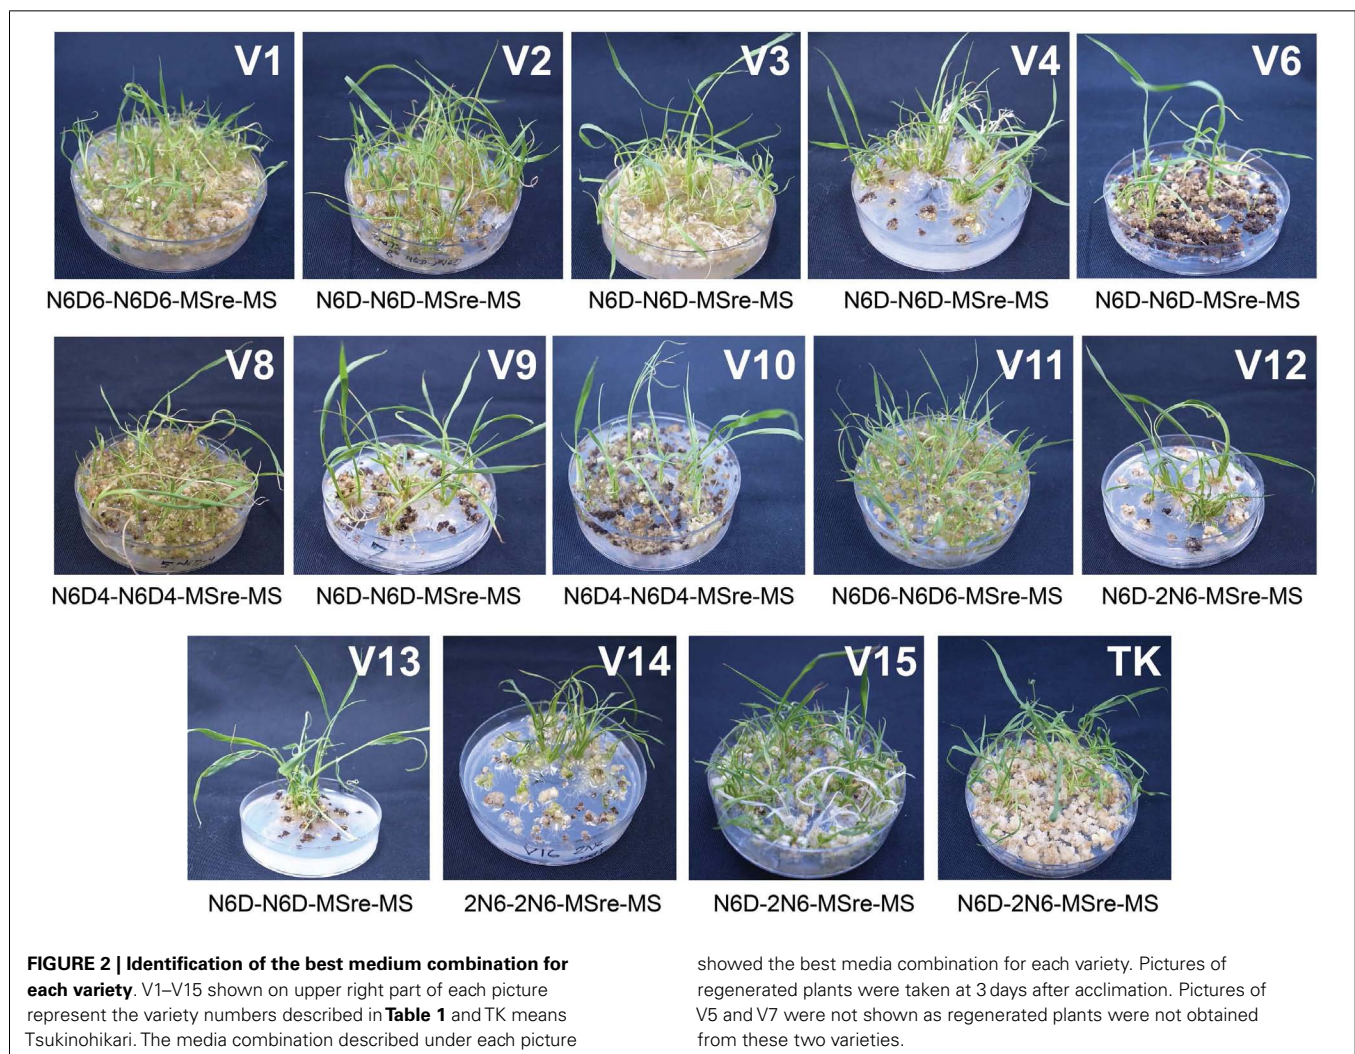 V1
V2
V3
V4
V6
N6D6-N6D6-MSre-MS
N6D-N6D-MSre-MS
N6D-N6D-MSre-MS
N6D-N6D-MSre-MS
N6D-N6D-MSre-MS
V8
V9
V10
V11
V12
N6D4-N6D4-MSre-MS
N6D-N6D-MSre-MS
N6D4-N6D4-MSre-MS
N6D6-N6D6-MSre-MS
N6D-2N6-MSre-MS
V13
V14
V15
TK
N6D-N6D-MSre-MS
2N6-2N6-MSre-MS
N6D-2N6-MSre-MS
N6D-2N6-MSre-MS
FIGURE 2 | Identification of the best medium combination for
each variety. V1–V15 shown on upper right part of each picture
represent the variety numbers described in Table 1 and TK means
Tsukinohikari. The media combination described under each picture
showed the best media combination for each variety. Pictures of
regenerated plants were taken at 3 days after acclimation. Pictures of
V5 and V7 were not shown as regenerated plants were not obtained
from these two varieties.